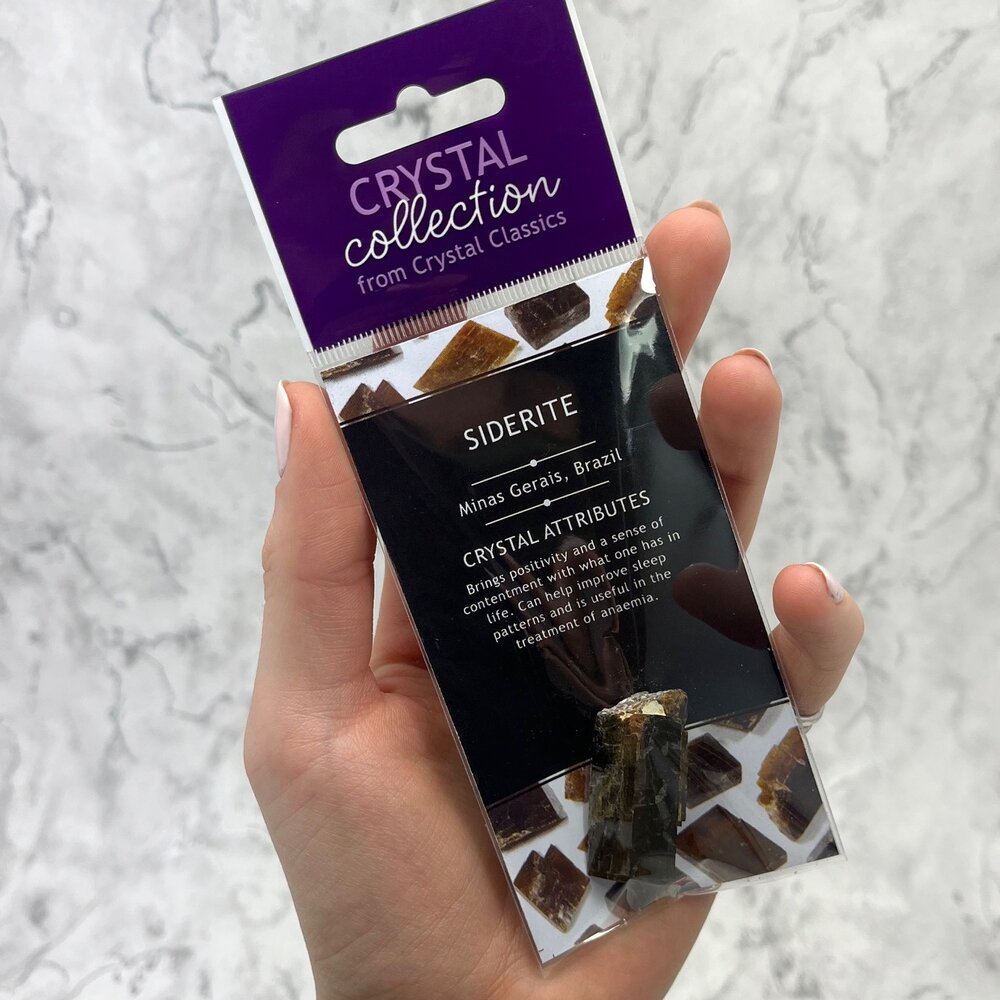 CRYSTAL
collection
from Crystal Classics
SIDERITE
Minas Gerais, Brazil
CRYSTAL ATTRIBUTES
Brings positivity and a sense of
contentment with what one has in
life. Can help improve sleep
patterns and is useful in the
treatment of anaemia.